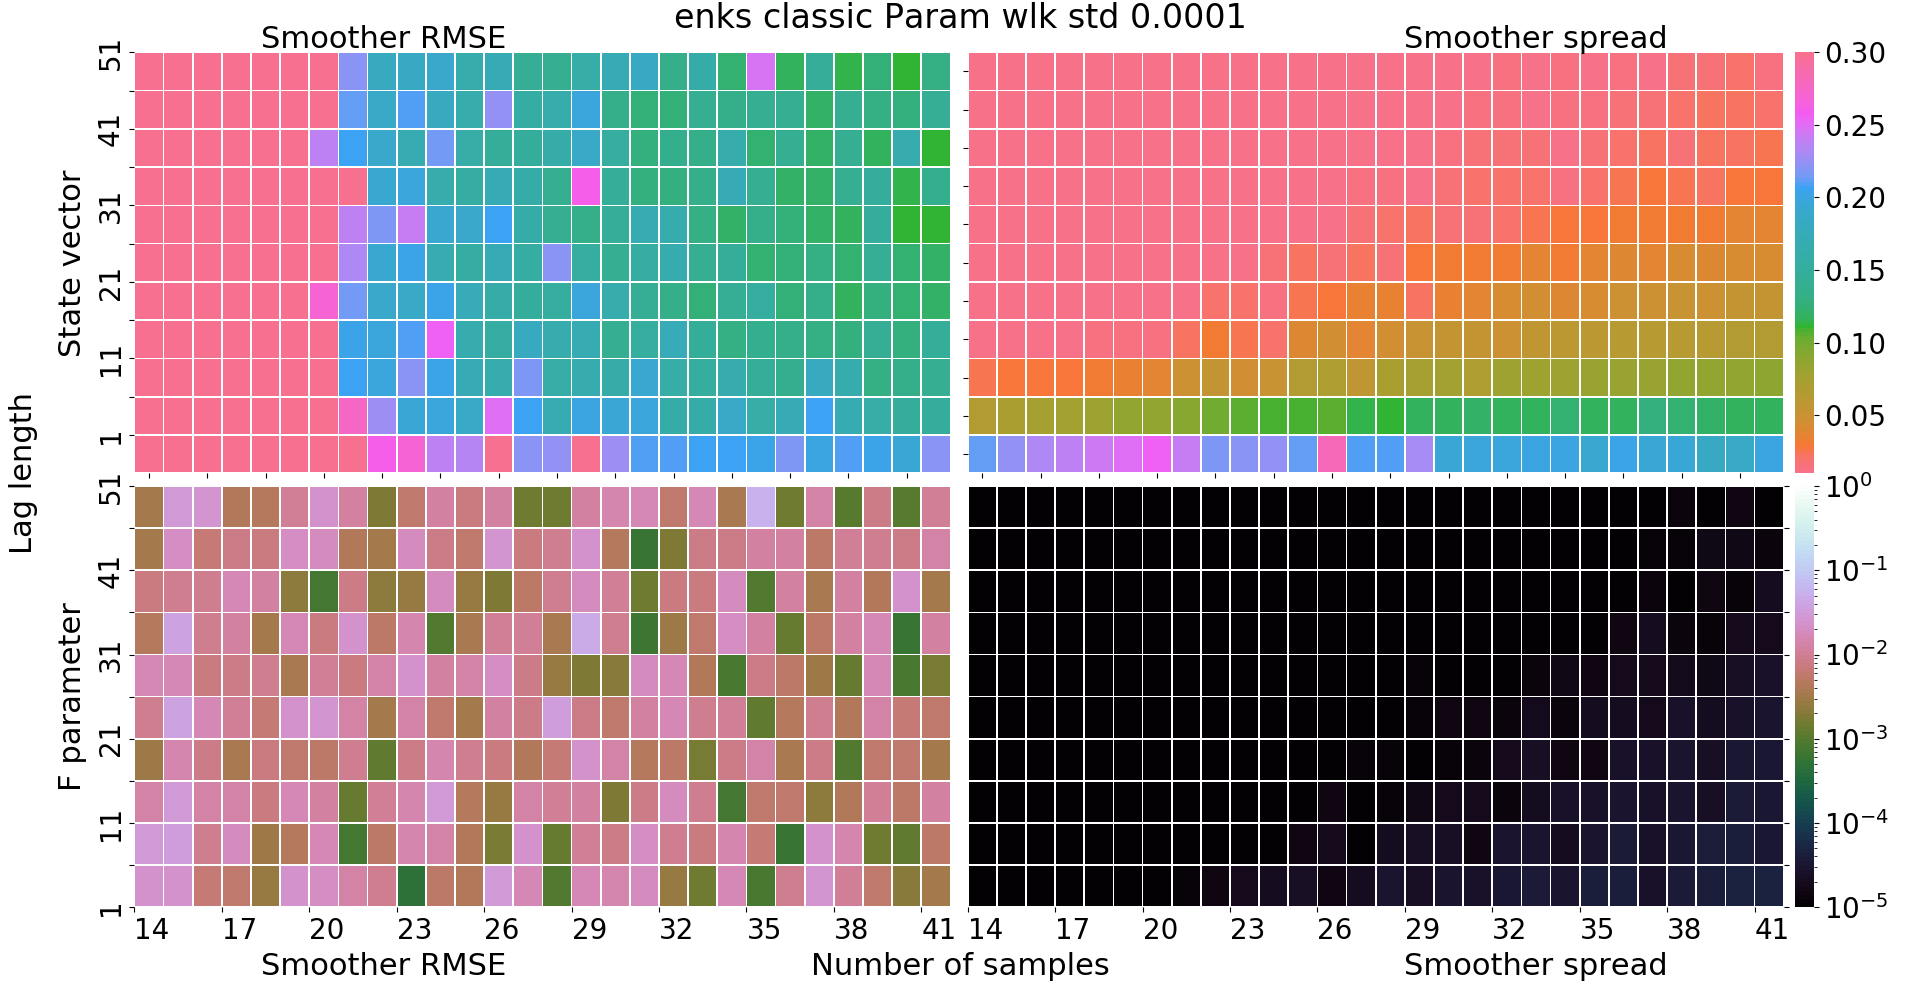 enks classic Param wlk std 0.0001
Smoother RMSE
Smoother spread
Lag length
State vector
51
41
31
21
11
1
0.30
0.25
0.20
0.15
0.10
0.05
F parameter
51
41
31
21
11
1
10⁰
10⁻¹
10⁻²
10⁻³
10⁻⁴
10⁻⁵
14 17 20 23 26 29 32 35 38 41
14 17 20 23 26 29 32 35 38 41
Smoother RMSE
Number of samples
Smoother spread